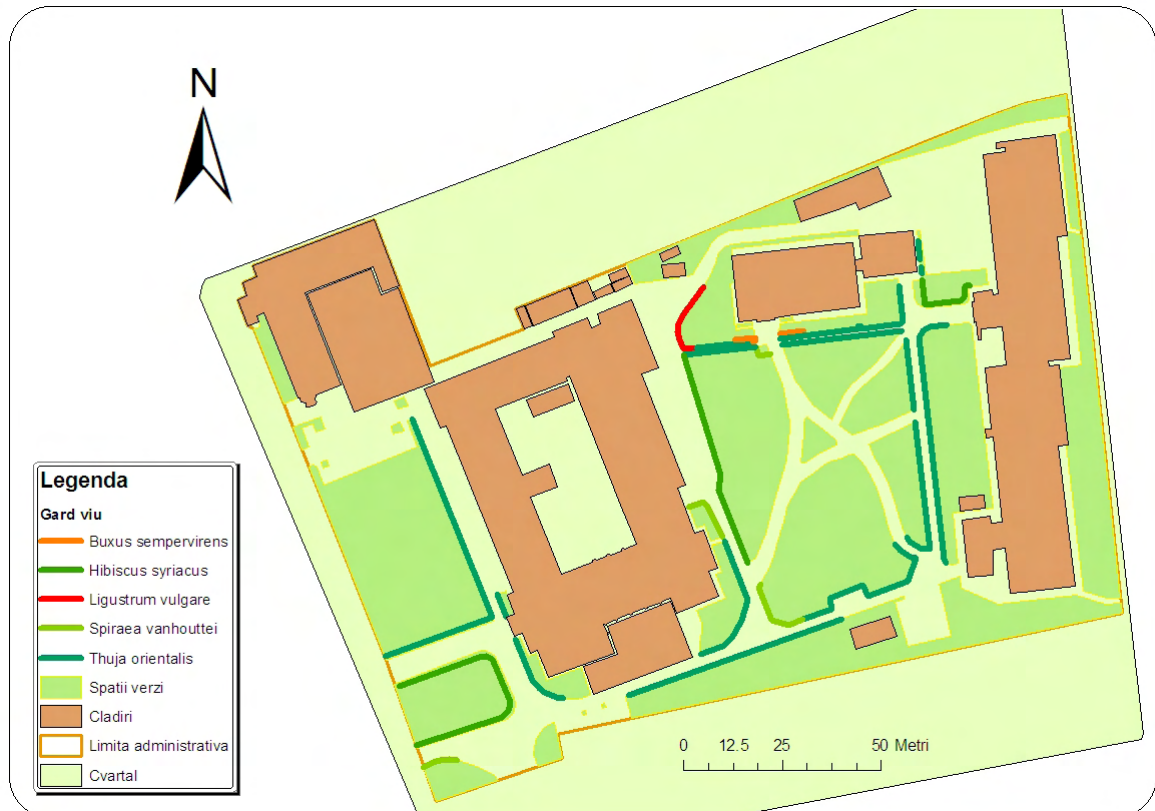 N
Legenda
Gard viu
Buxus sempervirens
Hibiscus syriacus
Ligustrum vulgare
Spiraea vanhouttei
Thuja orientalis
Spatii verzi
Cladiri
Limita administrativa
Cvartal
0 12.5 25 50 Metri